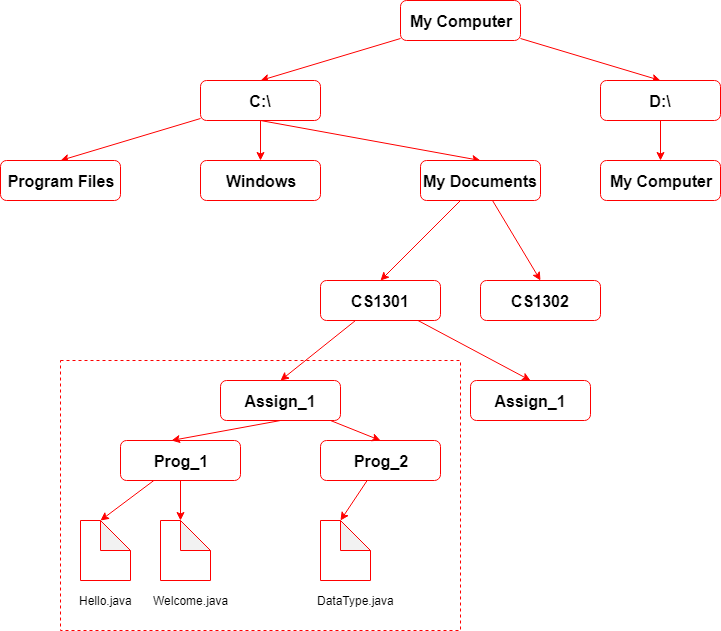 My Computer
C:\
D:\
Program Files
Windows
My Documents
My Computer
CS1301
CS1302
Assign_1
Assign_1
Prog_1
Prog_2
Hello.java
Welcome.java
DataType.java